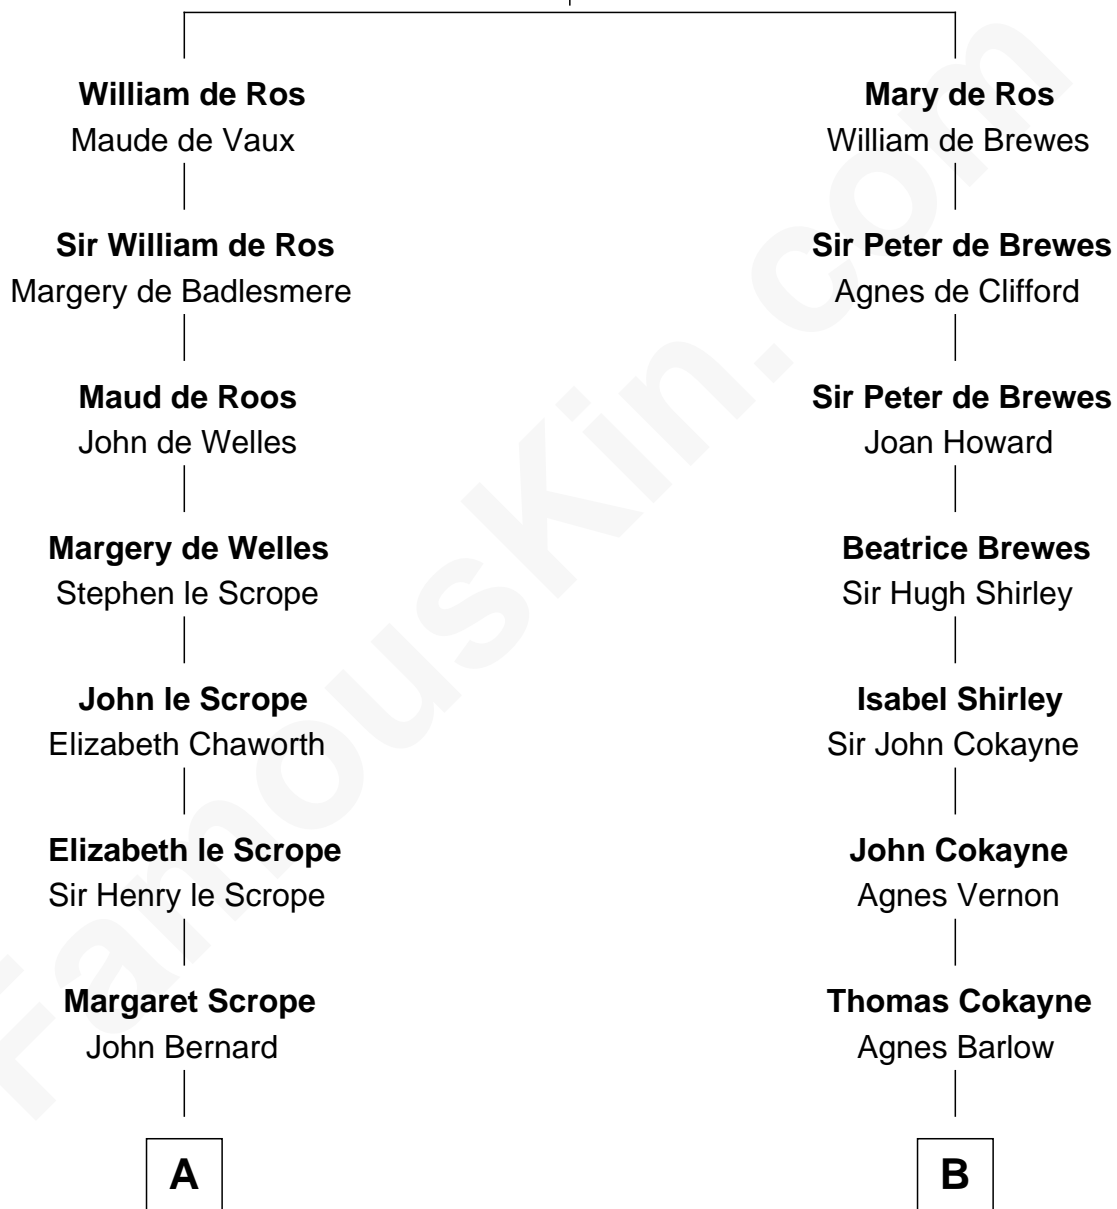 William de Ros
Maude de Vaux
Mary de Ros
William de Brewes
Sir William de Ros
Margery de Badlesmere
Sir Peter de Brewes
Agnes de Clifford
Maud de Roos
John de Welles
Sir Peter de Brewes
Joan Howard
Margery de Welles
Stephen le Scrope
Beatrice Brewes
Sir Hugh Shirley
John le Scrope
Elizabeth Chaworth
Isabel Shirley
Sir John Cokayne
Elizabeth le Scrope
Sir Henry le Scrope
John Cokayne
Agnes Vernon
Margaret Scrope
John Bernard
Thomas Cokayne
Agnes Barlow
A
B
FamousKin.com